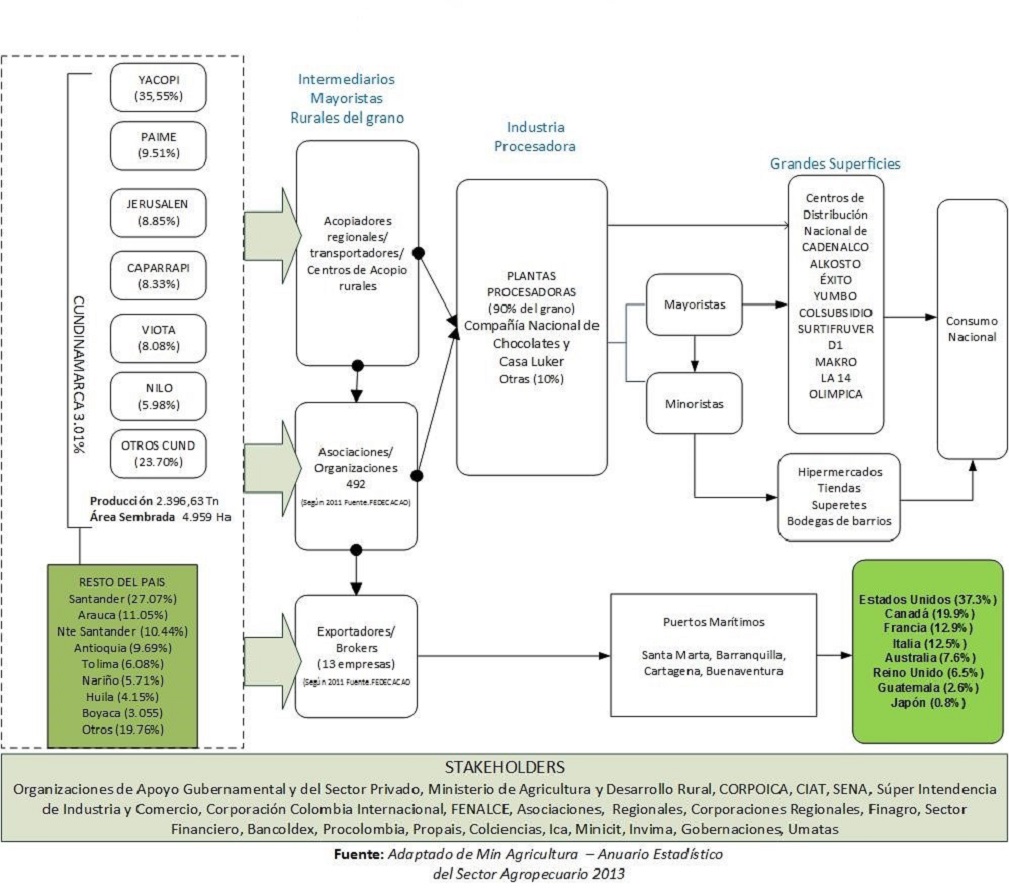 YACOPI
(35,55%)
PAIME
(9.51%)
JERUSALEN
(8.85%)
CAPARRAPI
(8.33%)
VIOTA
(8.08%)
NILO
(5.98%)
OTROS CUND
(23.70%)
CUNDINAMARCA 3.01%
Producción 2.396,63 Tn
Área Sembrada 4.959 Ha
RESTO DEL PAIS
Santander (27.07%)
Arauca (11.05%)
Nte Santander (10.44%)
Antioquia (9.69%)
Tolima (6.08%)
Nariño (5.71%)
Huila (4.15%)
Boyaca (3.055)
Otros (19.76%)
Intermediarios
Mayoristas
Rurales del grano
Acopiadores
regionales/
transportadores/
Centros de Acopio
rurales
Asociaciones/
Organizaciones
492
(Según 2011 Fuente.FEDECACAO)
Exportadores/
Brokers
(13 empresas)
(Según 2011 Fuente.FEDECACAO
Industria
Procesadora
PLANTAS
PROCESADORAS
(90% del grano)
Compañía Nacional de
Chocolates y
Casa Luker
Otras (10%)
Mayoristas
Minoristas
Grandes Superficies
Centros de
Distribución
Nacional de
CADENALCO
ALKOSTO
ÉXITO
YUMBO
COLSUBSIDIO
SURTIFRUVER
D1
MAKRO
LA 14
OLIMPICA
Hipermercados
Tiendas
Superetes
Bodegas de barrios
Consumo
Nacional
Puertos Marítimos
Santa Marta, Barranquilla,
Cartagena, Buenaventura
Estados Unidos (37.3%)
Canadá (19.9%)
Francia (12.9%)
Italia (12.5%)
Australia (7.6%)
Reino Unido (6.5%)
Guatemala (2.6%)
Japón (0.8%)
STAKEHOLDERS
Organizaciones de Apoyo Gubernamental y del Sector Privado, Ministerio de Agricultura y Desarrollo Rural, CORPOICA, CIAT, SENA, Súper Intendencia
de Industria y Comercio, Corporación Colombia Internacional, FENALCE, Asociaciones, Regionales, Corporaciones Regionales, Finagro, Sector
Financiero, Bancoldex, Procolombia, Propais, Colciencias, Ica, Minicit, Invima, Gobernaciones, Umatas
Fuente: Adaptado de Min Agricultura – Anuario Estadístico
del Sector Agropecuario 2013